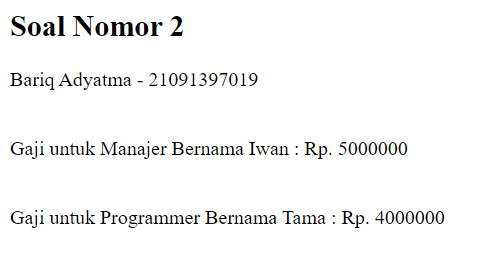 Soal Nomor 2
Bariq Adyatma - 21091397019
Gaji untuk Manajer Bernama Iwan : Rp. 5000000
Gaji untuk Programmer Bernama Tama : Rp. 4000000